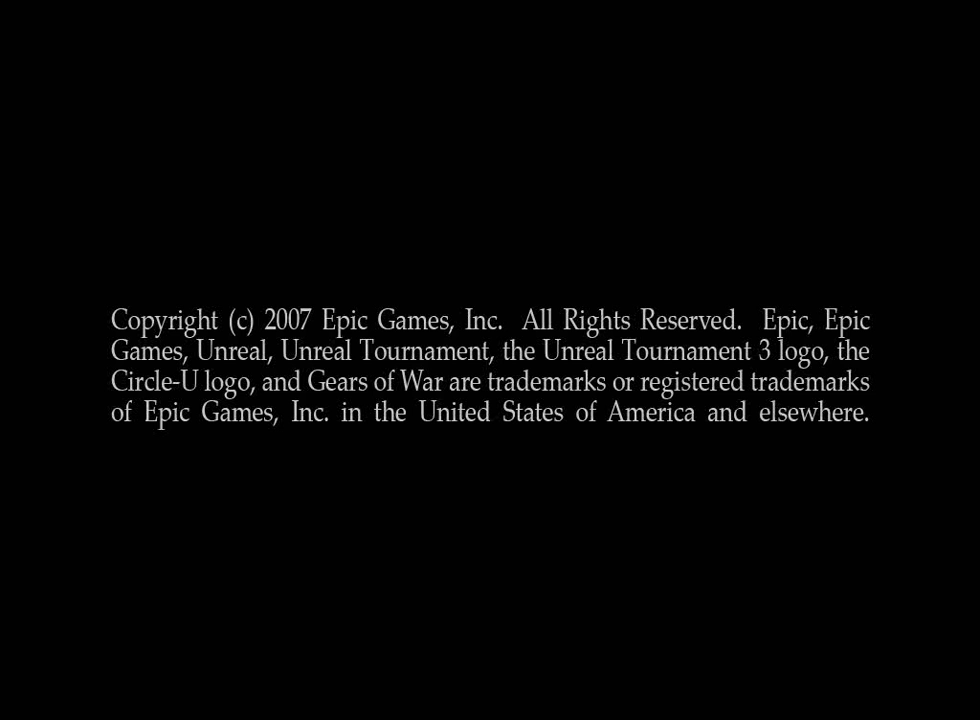 Copyright (c) 2007 Epic Games, Inc.  All Rights Reserved.  Epic, Epic
Games, Unreal, Unreal Tournament, the Unreal Tournament 3 logo, the
Circle-U logo, and Gears of War are trademarks or registered trademarks
of Epic Games, Inc. in the United States of America and elsewhere.